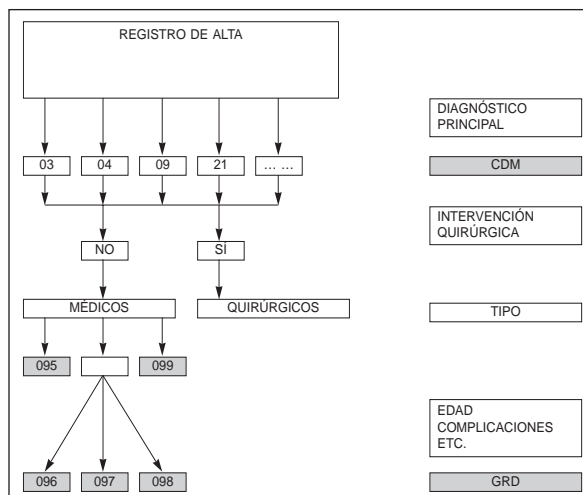 REGISTRO DE ALTA
DIAGNÓSTICO
PRINCIPAL
03 04 09 21 ... ... CDM
INTERVENCIÓN
QUIRÚRGICA
NO SÍ
MÉDICOS QUIRÚRGICOS TIPO
095 099
EDAD
COMPLICACIONES
ETC.
096 097 098 GRD